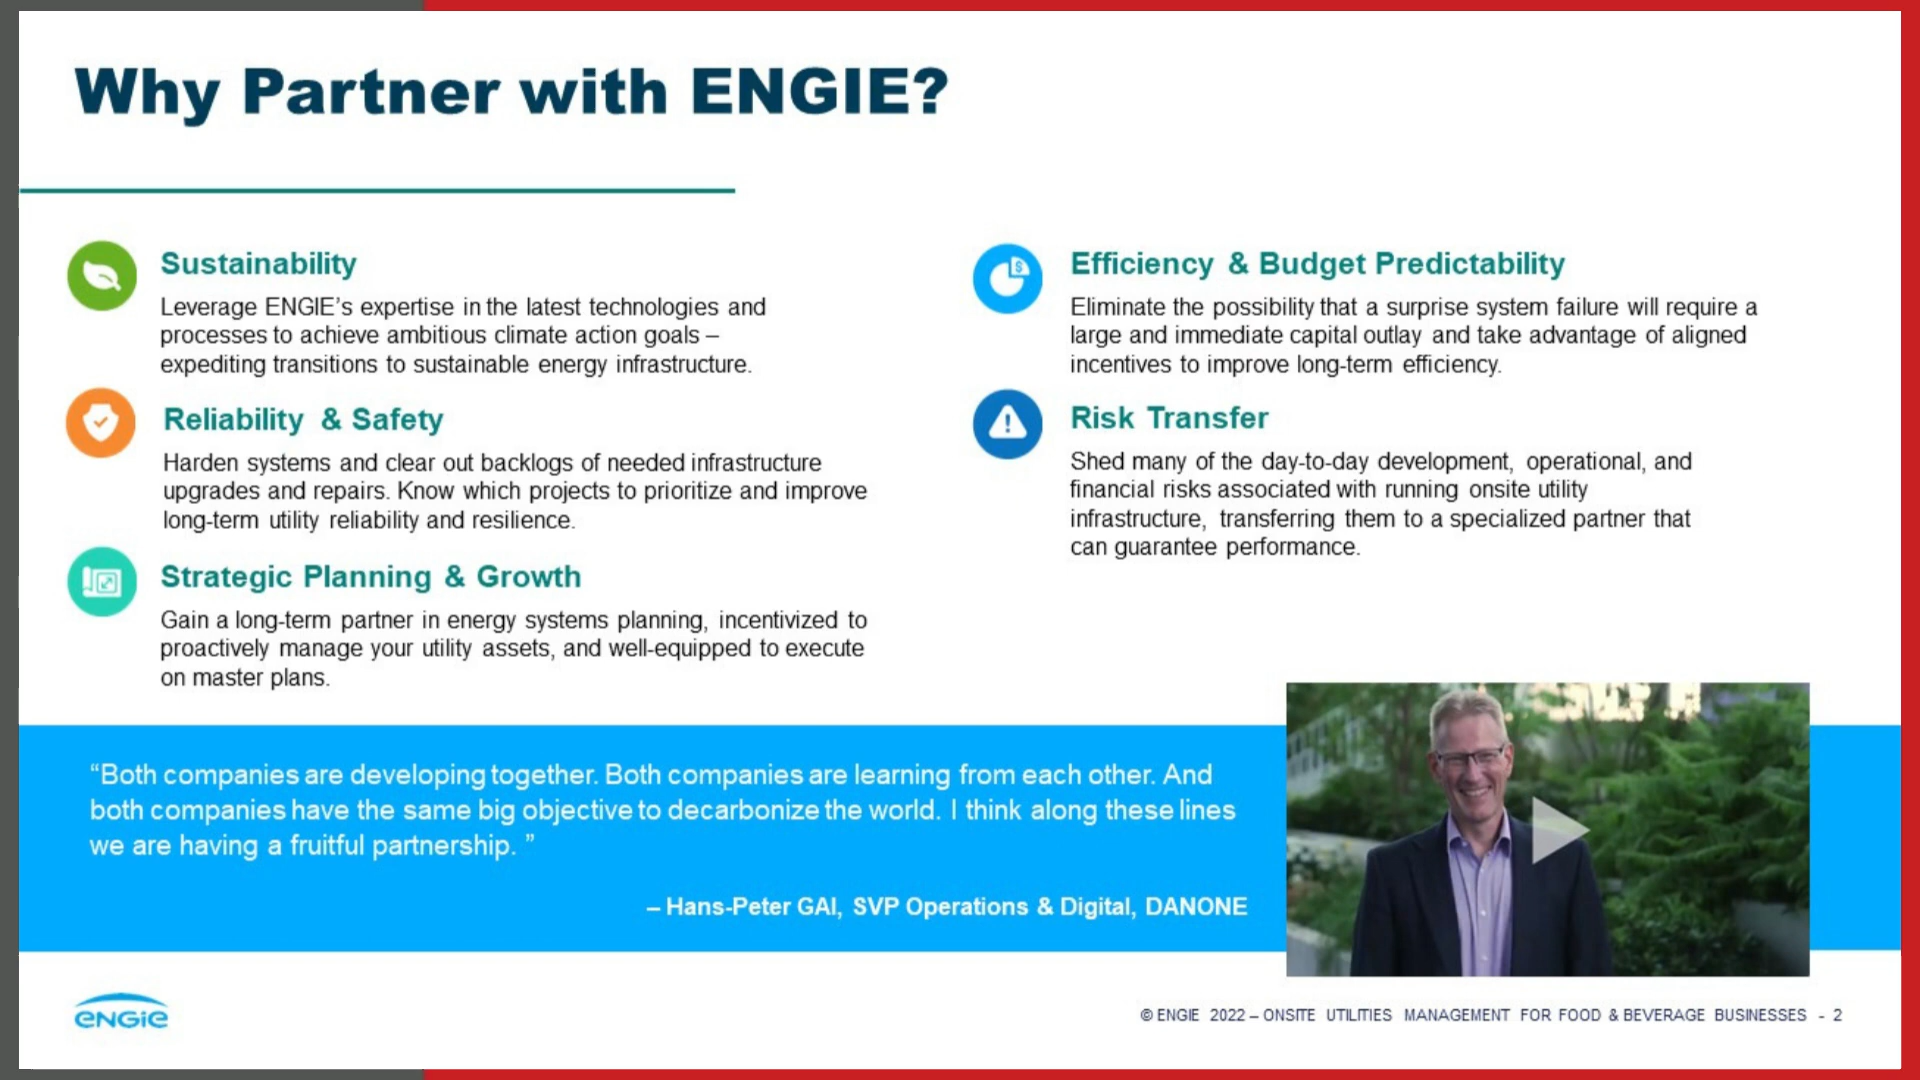 Why Partner with ENGIE?
Sustainability
Leverage ENGIE’s expertise in the latest technologies and
processes to achieve ambitious climate action goals –
expediting transitions to sustainable energy infrastructure.
Reliability & Safety
Harden systems and clear out backlogs of needed infrastructure
upgrades and repairs. Know which projects to prioritize and improve
long-term utility reliability and resilience.
Strategic Planning & Growth
Gain a long-term partner in energy systems planning, incentivized to
proactively manage your utility assets, and well-equipped to execute
on master plans.
Efficiency & Budget Predictability
Eliminate the possibility that a surprise system failure will require a
large and immediate capital outlay and take advantage of aligned
incentives to improve long-term efficiency.
Risk Transfer
Shed many of the day-to-day development, operational, and
financial risks associated with running onsite utility
infrastructure, transferring them to a specialized partner that
can guarantee performance.
“Both companies are developing together. Both companies are learning from each other. And
both companies have the same big objective to decarbonize the world. I think along these lines
we are having a fruitful partnership. ”
– Hans-Peter GAI, SVP Operations & Digital, DANONE
ENGIE
© ENGIE 2022 – ONSITE UTILITIES MANAGEMENT FOR FOOD & BEVERAGE BUSINESSES - 2